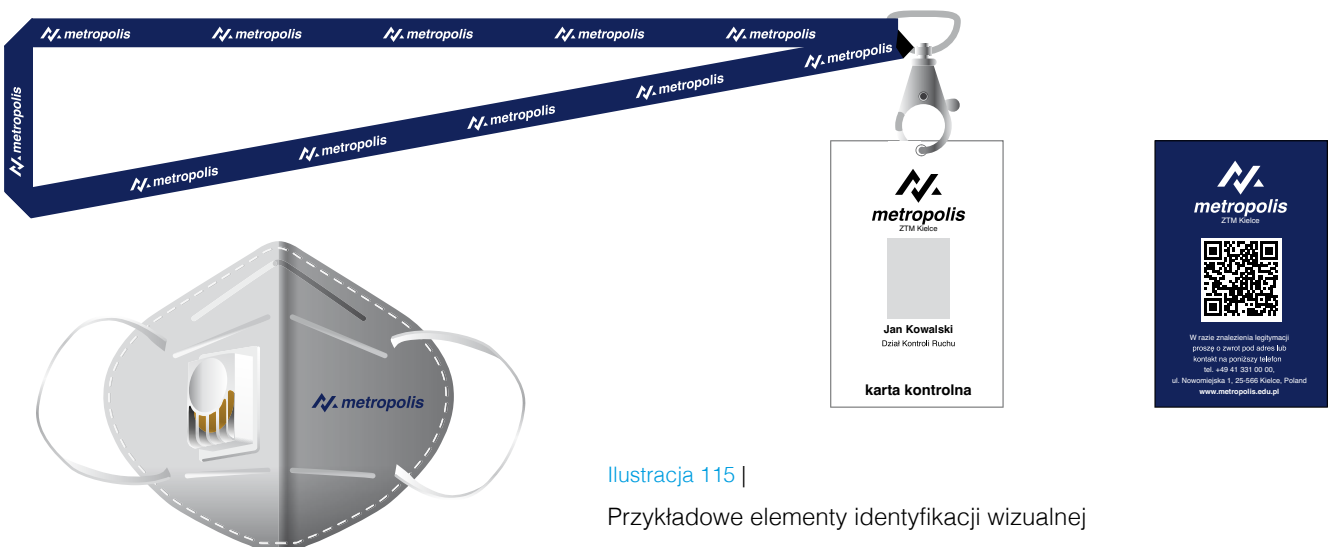 metropolis
metropolis
metropolis
metropolis
metropolis
metropolis
metropolis
metropolis
metropolis
metropolis
metropolis
metropolis
ZTM Kielce
Jan Kowalski
Dział Kontroli Ruchu
karta kontrolna
metropolis
ZTM Kielce
W razie znalezienia legitymacji
proszę o zwrot pod adres lub
kontakt na poniższy telefon
tel. +49 41 331 00 00,
ul. Nowomiejska 1, 25-566 Kielce, Poland
www.metropolis.edu.pl
metropolis
Ilustracja 115 |
Przykładowe elementy identyfikacji wizualnej